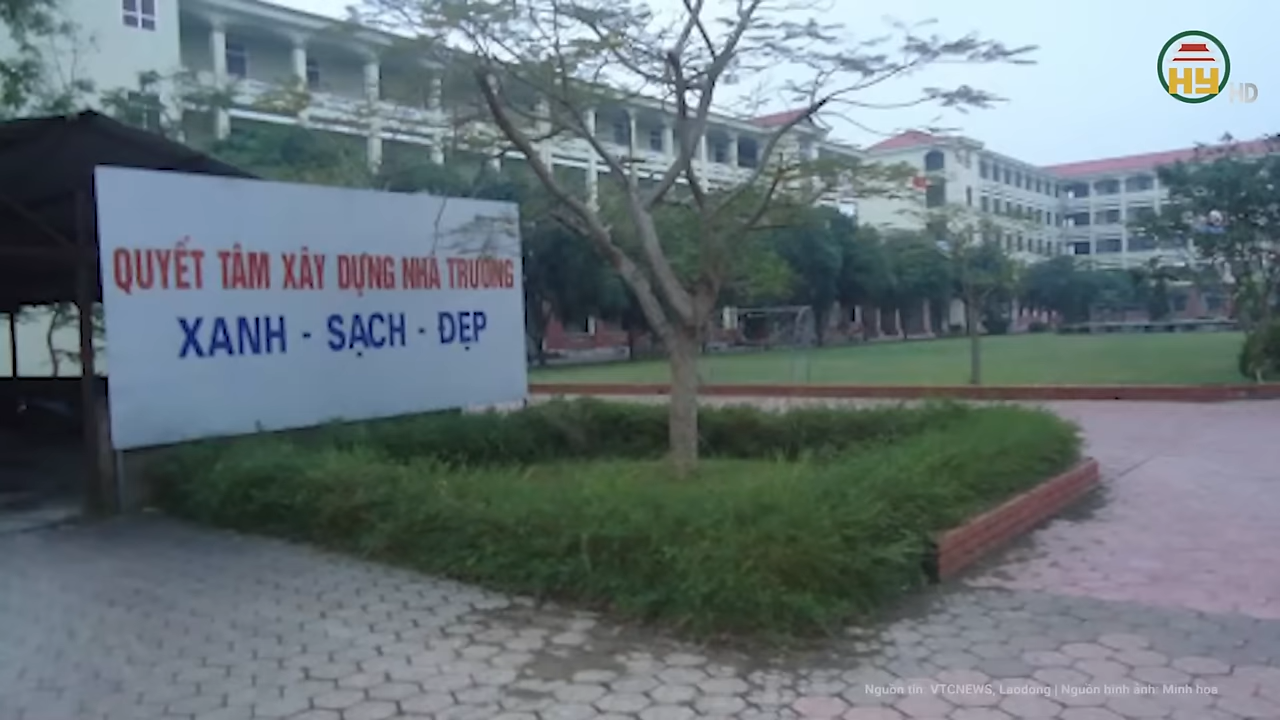 HY HD
QUYẾT TÂM XÂY DỰNG NHÀ TRƯỜNG
XANH - SẠCH - ĐẸP
Nguồn tin: VTCNEWS, Laodong | Nguồn hình ảnh: Minh họa